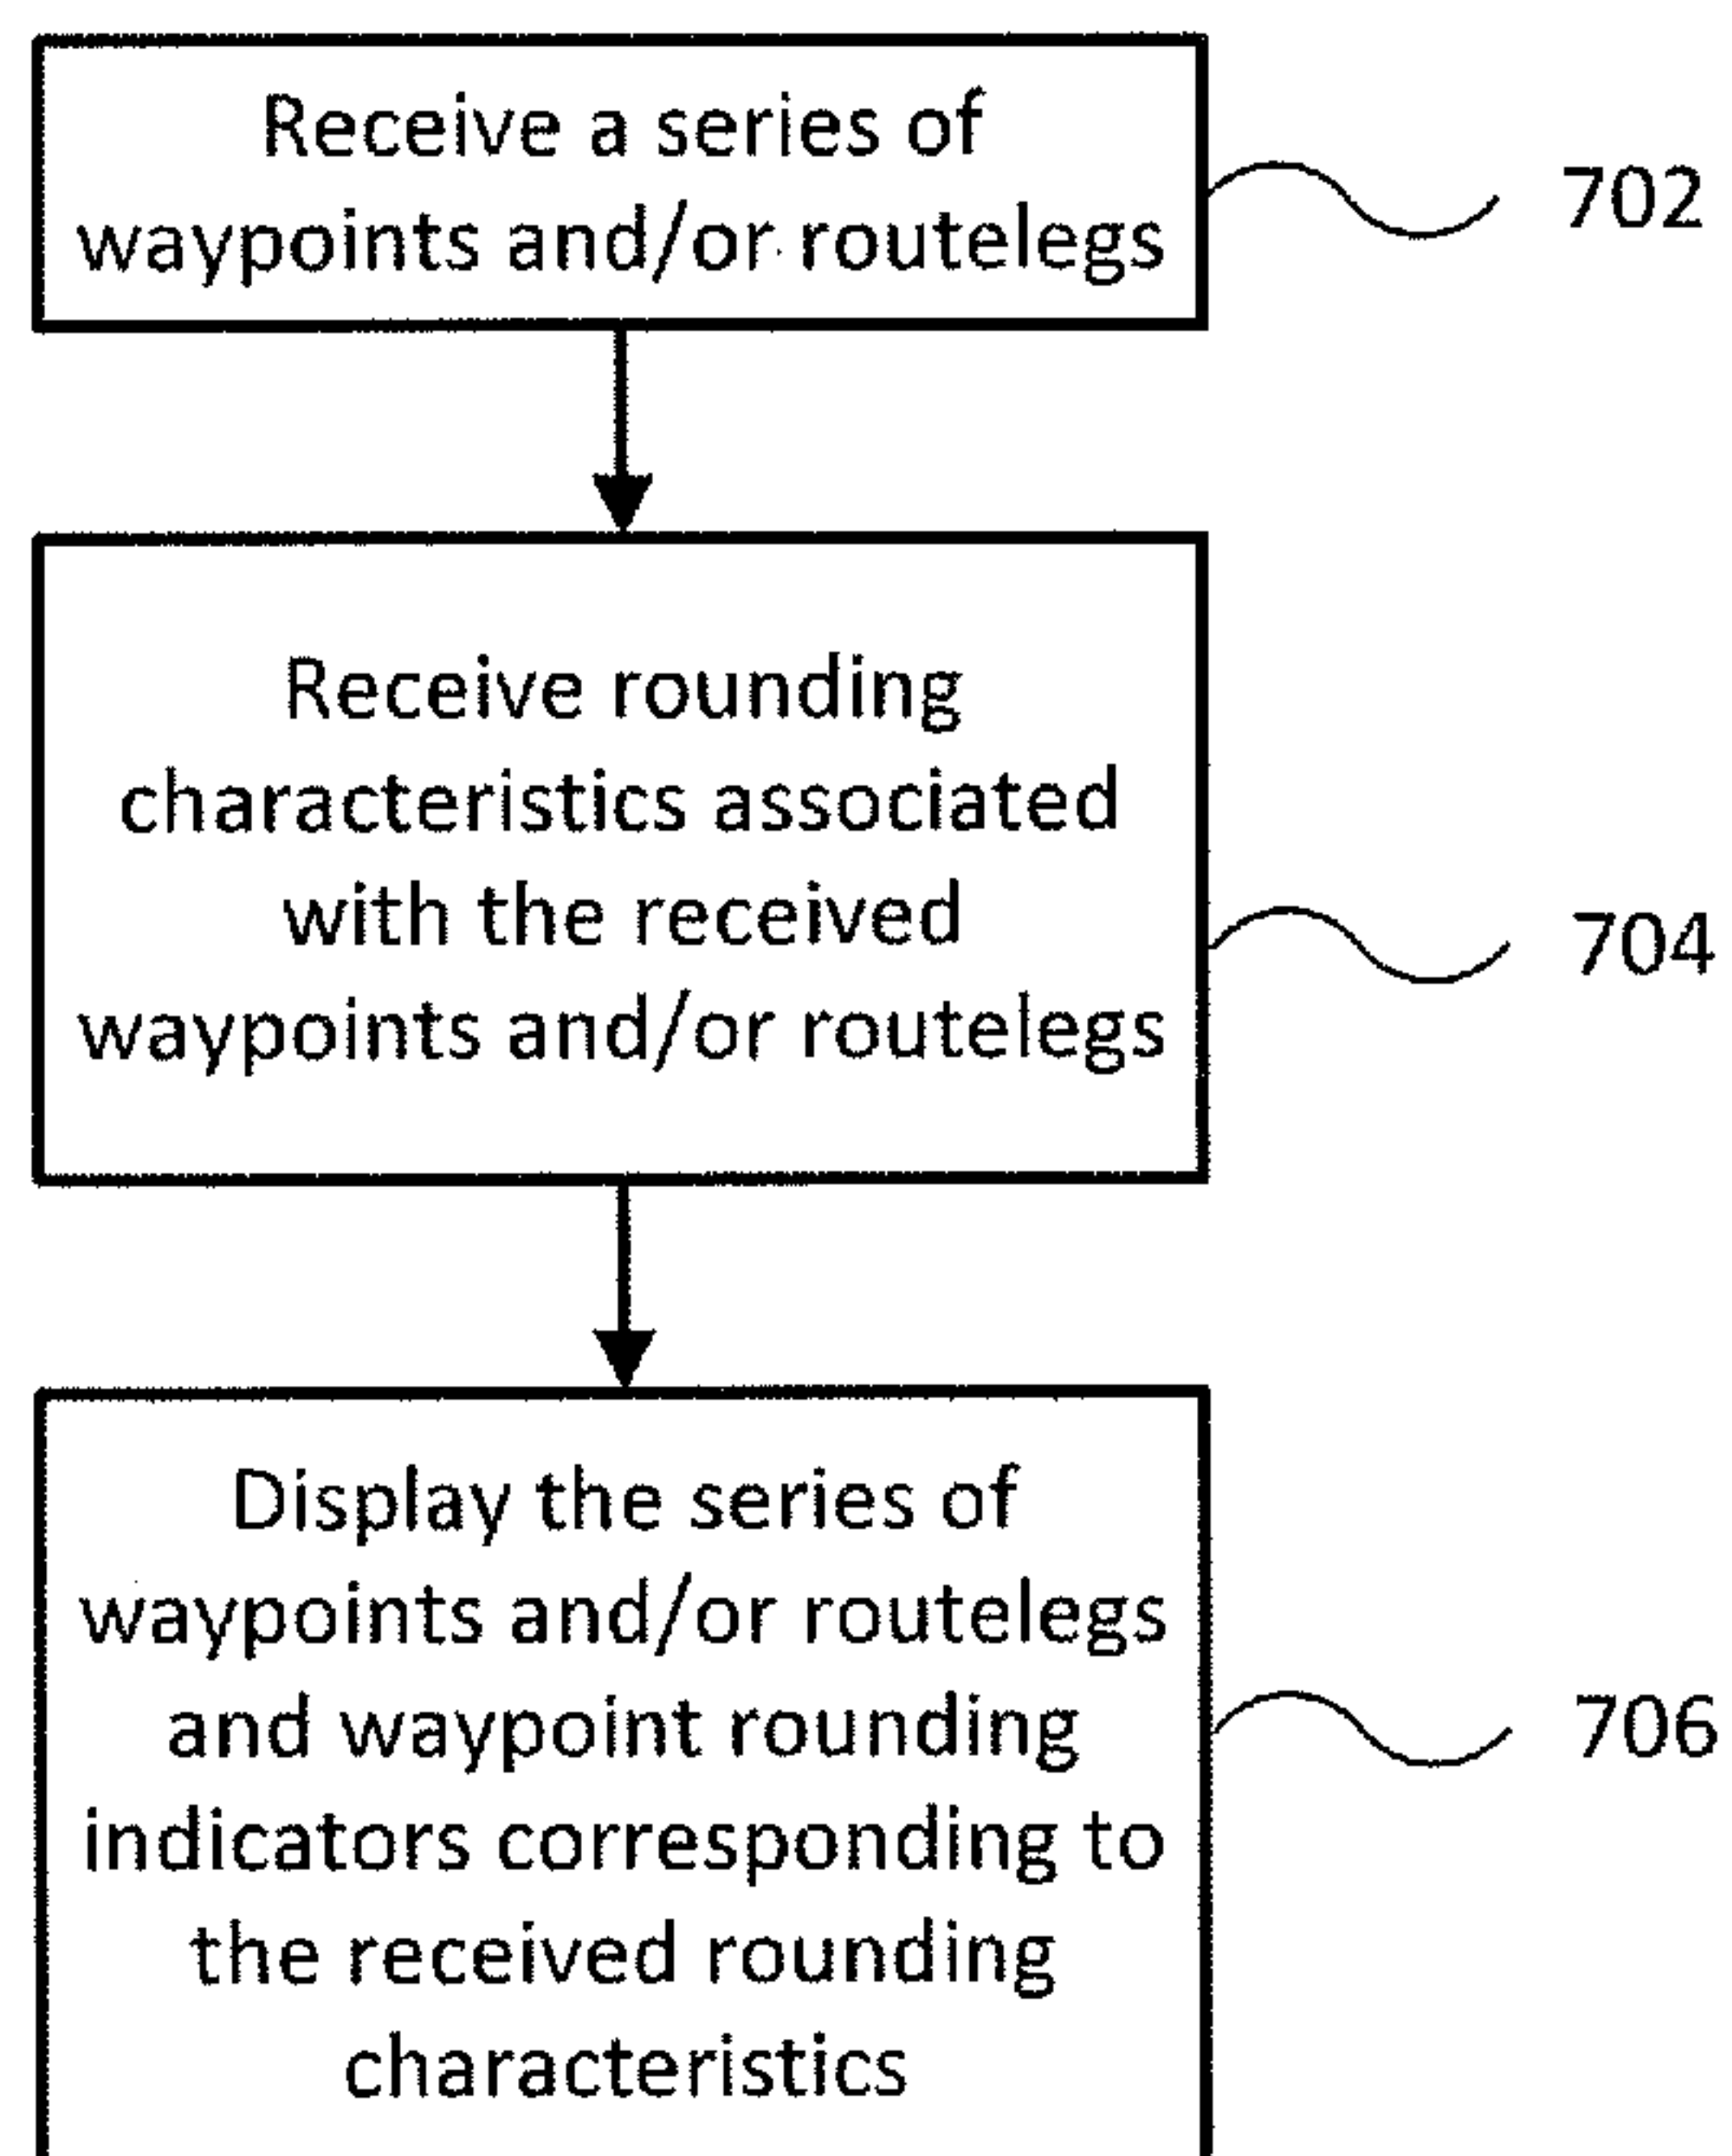 Receive a series of
waypoints and/or routelegs
702
Receive rounding
characteristics associated
with the received
waypoints and/or routelegs
704
Display the series of
waypoints and/or routelegs
and waypoint rounding
indicators corresponding to
the received rounding
characteristics
706